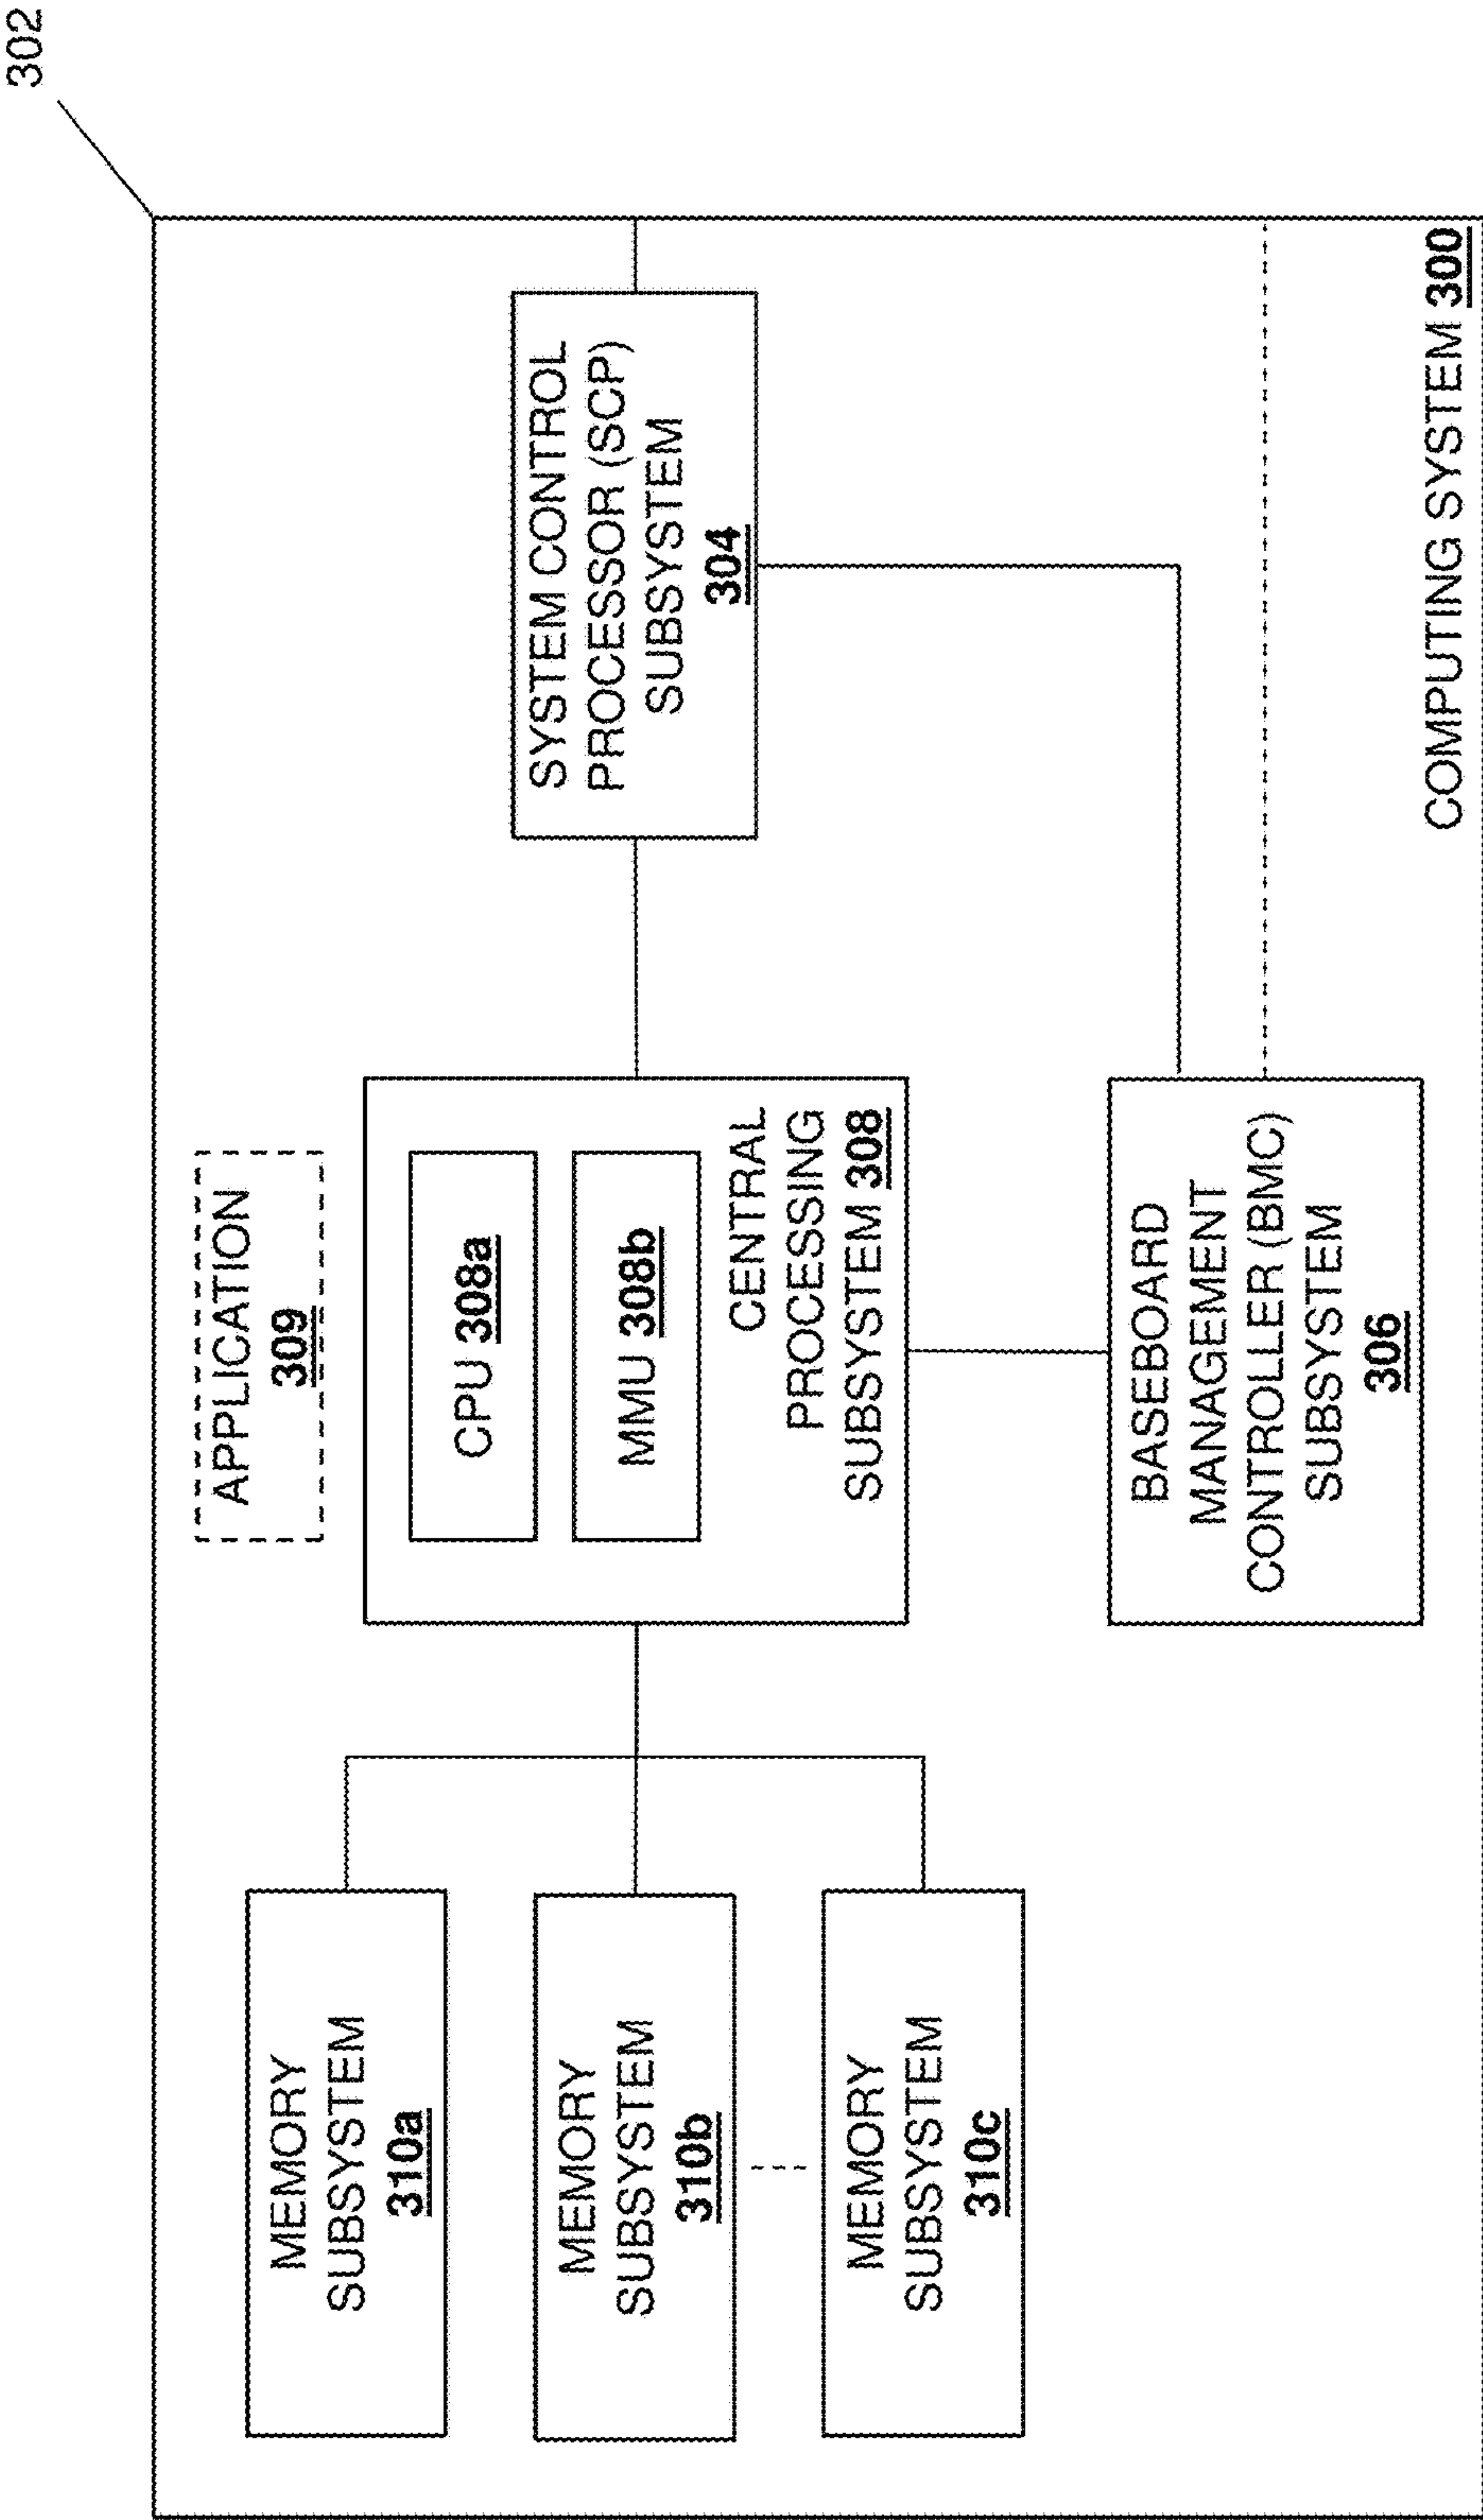 302
APPLICATION
309
MEMORY
SUBSYSTEM
310a
CPU 308a
MMU 308b
CENTRAL
PROCESSING
SUBSYSTEM 308
SYSTEM CONTROL
PROCESSOR (SCP)
SUBSYSTEM
304
MEMORY
SUBSYSTEM
310b
MEMORY
SUBSYSTEM
310c
BASEBOARD
MANAGEMENT
CONTROLLER (BMC)
SUBSYSTEM
306
COMPUTING SYSTEM 300